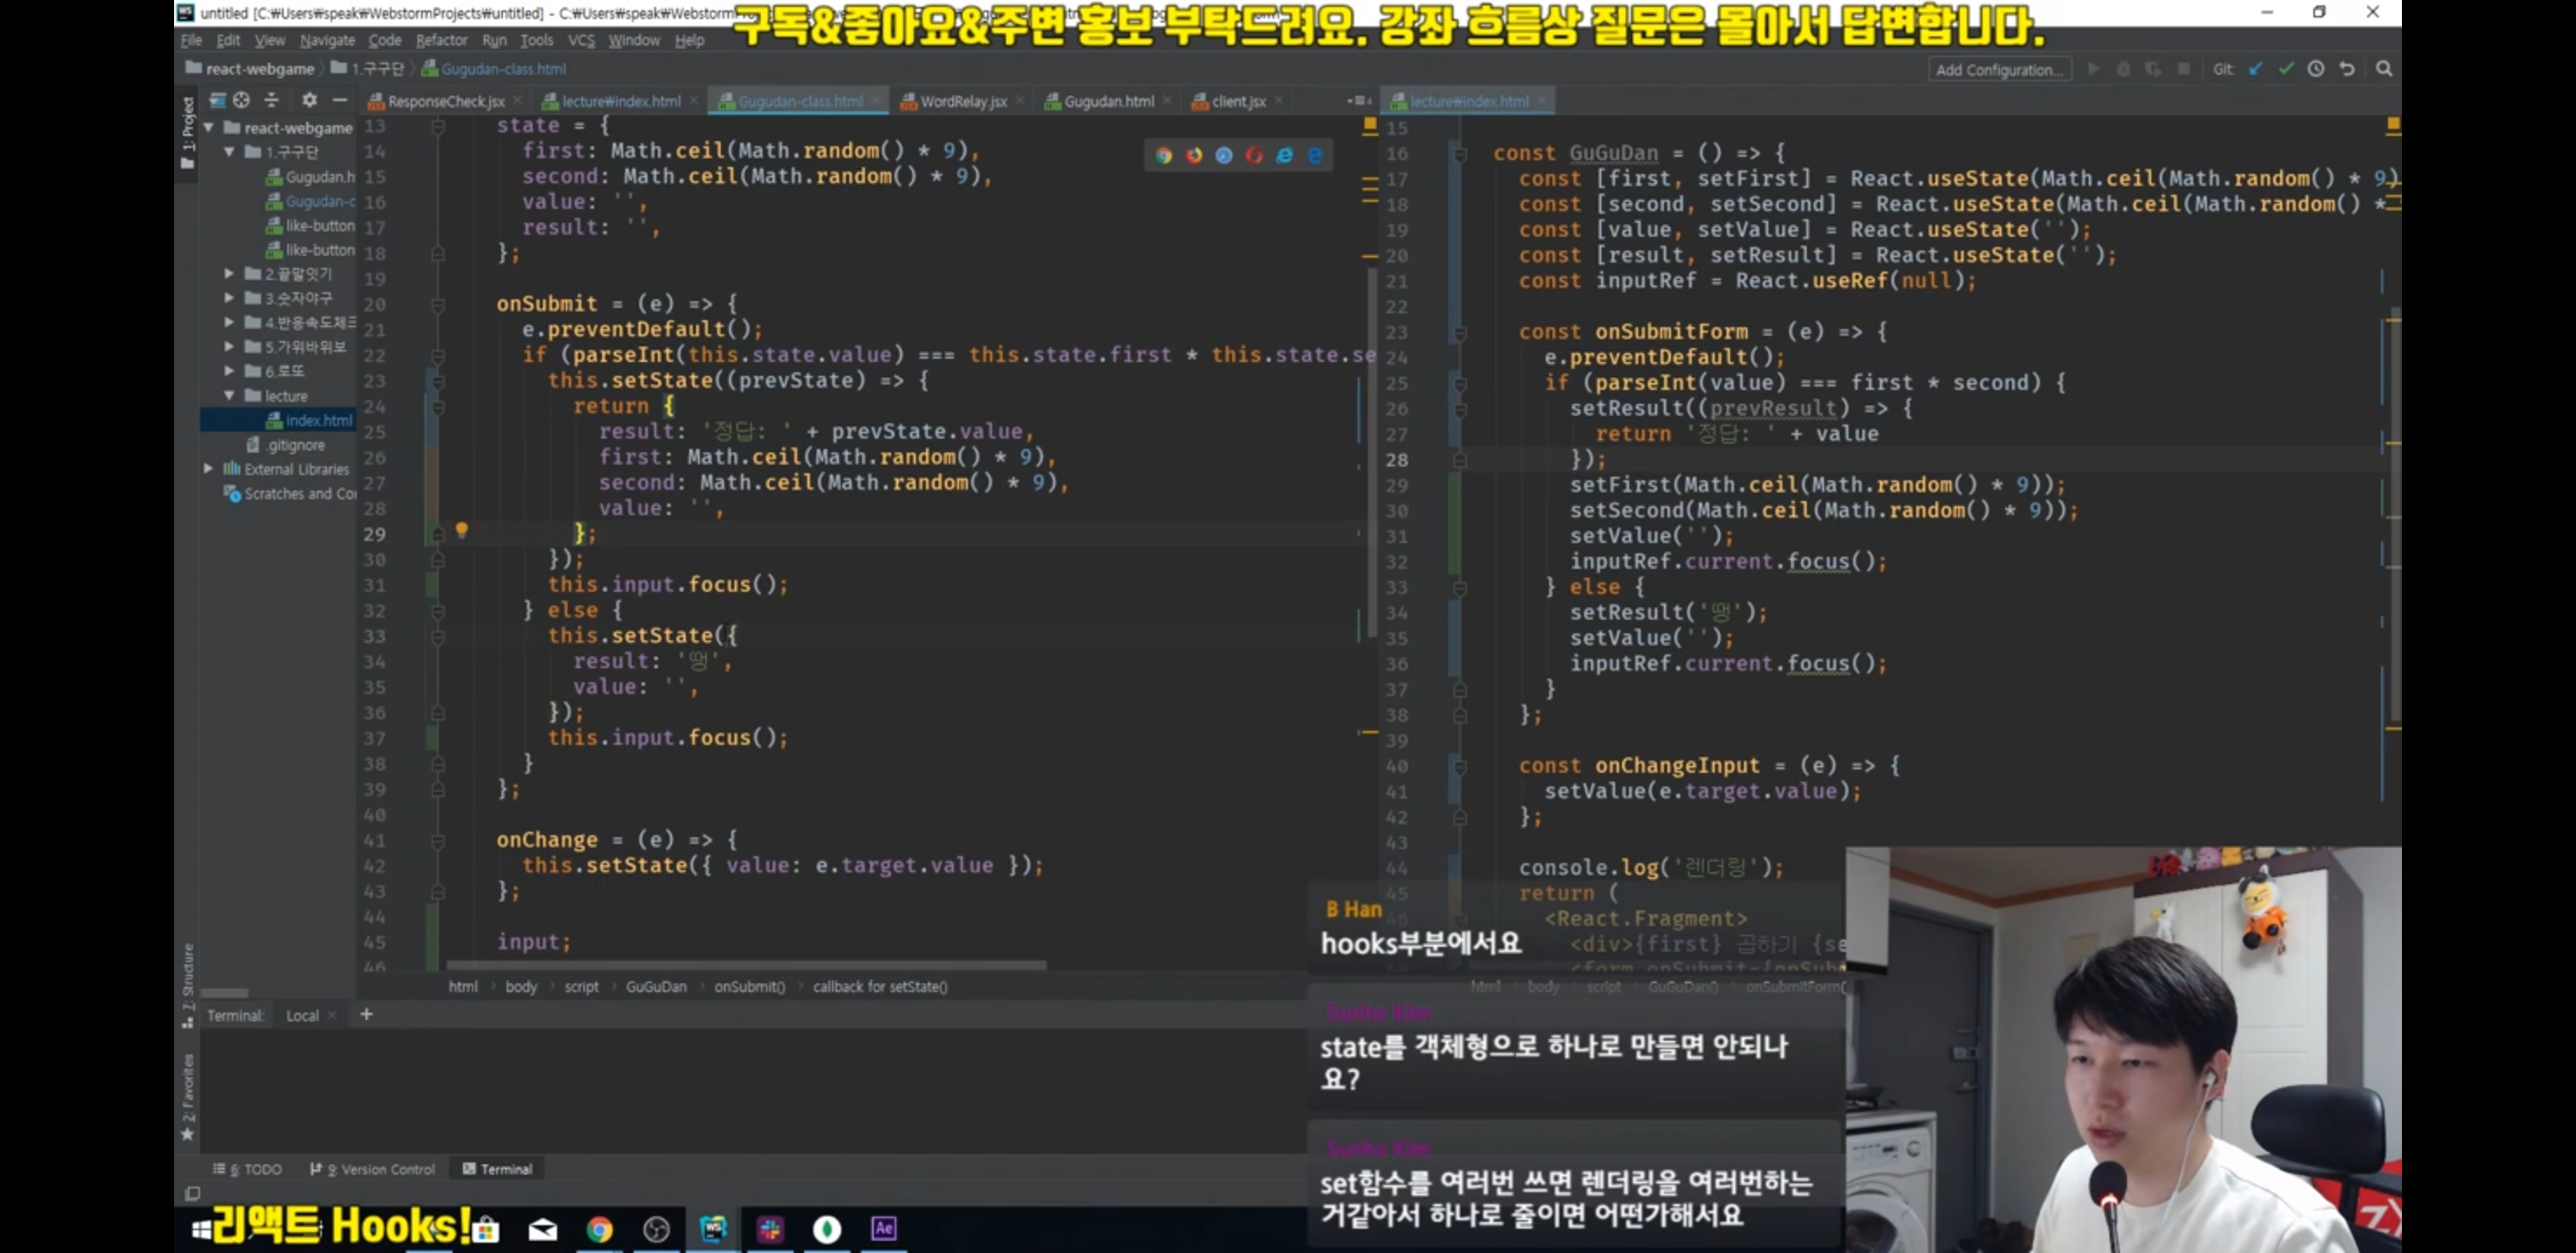 untitled [C:₩Users₩speak₩WebstormProjects₩untitled] - C:₩Users₩speak₩WebstormPro
구독&좋아요&주변 홍보 부탁드려요. 강좌 흐름상 질문은 몰아서 답변합니다.
File Edit View Navigate Code Refactor Run Tools VCS Window Help
react-webgame 1.구구단 Gugudan-class.html
Add Configuration... Git:
1: Project
ResponseCheck.jsx lecture₩index.html Gugudan-class.html WordRelay.jsx Gugudan.html client.jsx
lecture₩index.html
react-webgame
1.구구단
Gugudan.h
Gugudan-c
like-button
like-button
2.끝말잇기
3.숫자야구
4.반응속도체크
5.가위바위보
6.로또
lecture
index.html
.gitignore
External Libraries
Scratches and Co
13 state = {
14 first: Math.ceil(Math.random() * 9),
15 second: Math.ceil(Math.random() * 9),
16 value: '',
17 result: '',
18 };
19
20 onSubmit = (e) => {
21 e.preventDefault();
22 if (parseInt(this.state.value) === this.state.first * this.state.se
23 this.setState((prevState) => {
24 return {
25 result: '정답: ' + prevState.value,
26 first: Math.ceil(Math.random() * 9),
27 second: Math.ceil(Math.random() * 9),
28 value: '',
29 };
30 });
31 this.input.focus();
32 } else {
33 this.setState({
34 result: '땡',
35 value: '',
36 });
37 this.input.focus();
38 }
39 };
40
41 onChange = (e) => {
42 this.setState({ value: e.target.value });
43 };
44
45 input;
46
html body script GuGuDan onSubmit() callback for setState()
15
16 const GuGuDan = () => {
17 const [first, setFirst] = React.useState(Math.ceil(Math.random() * 9)
18 const [second, setSecond] = React.useState(Math.ceil(Math.random() *
19 const [value, setValue] = React.useState('');
20 const [result, setResult] = React.useState('');
21 const inputRef = React.useRef(null);
22
23 const onSubmitForm = (e) => {
24 e.preventDefault();
25 if (parseInt(value) === first * second) {
26 setResult((prevResult) => {
27 return '정답: ' + value
28 });
29 setFirst(Math.ceil(Math.random() * 9));
30 setSecond(Math.ceil(Math.random() * 9));
31 setValue('');
32 inputRef.current.focus();
33 } else {
34 setResult('땡');
35 setValue('');
36 inputRef.current.focus();
37 }
38 };
39
40 const onChangeInput = (e) => {
41 setValue(e.target.value);
42 };
43
44 console.log('렌더링');
45 return (
46 <React.Fragment>
<div>{first} 곱하기 {se
<form onSubmit={onSubm
html body script GuGuDan() onSubmitForm(
B Han
hooks부분에서요
Sunho Kim
state를 객체형으로 하나로 만들면 안되나
요?
Sunho Kim
set함수를 여러번 쓰면 렌더링을 여러번하는
거같아서 하나로 줄이면 어떤가해서요
Terminal: Local +
7: Structure
2: Favorites
6: TODO 9: Version Control Terminal
리액트 Hooks!
WS
Ae